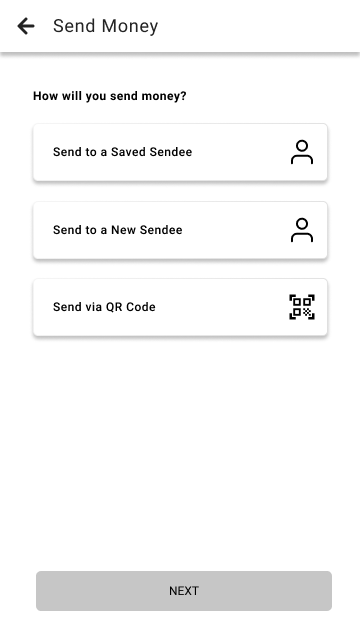 Send Money
How will you send money?
Send to a Saved Sendee
Send to a New Sendee
Send via QR Code
NEXT